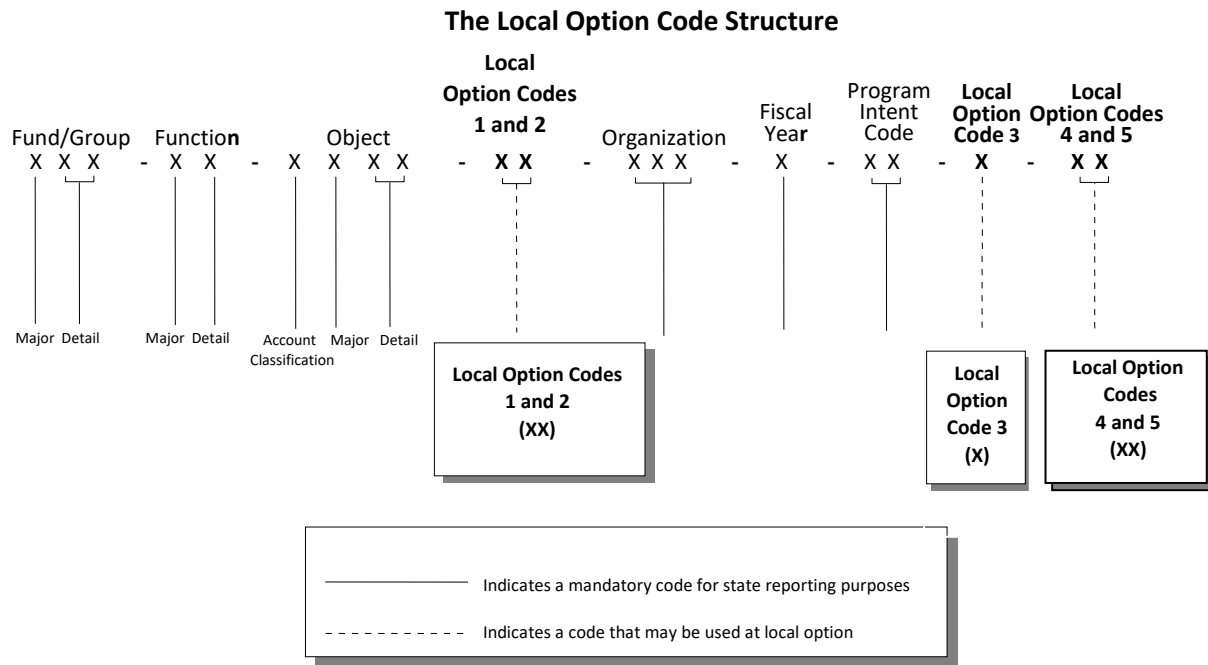 The Local Option Code Structure
Local
Option Codes
1 and 2
Fiscal
Year
Program
Intent
Code
Local
Option
Code 3
Local
Option Codes
4 and 5
Fund/Group
Function
Object
Organization
X X X - X X - X X X X - X X - X X X - X - X X - X - X X
Major Detail
Major Detail
Account
Classification
Major Detail
Local Option Codes
1 and 2
(XX)
Local
Option
Code 3
(X)
Local Option
Codes
4 and 5
(XX)
Indicates a mandatory code for state reporting purposes
Indicates a code that may be used at local option